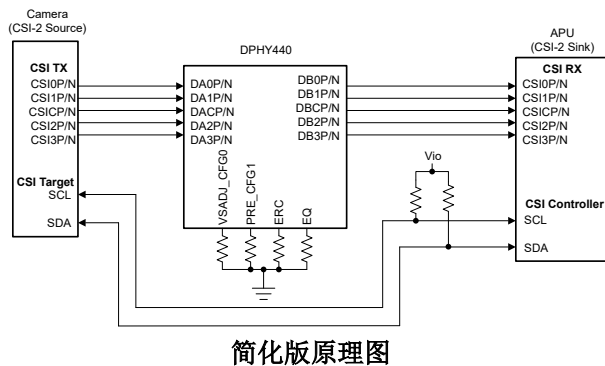 Camera
(CSI-2 Source)
CSI TX
CSI0P/N
CSI1P/N
CSICP/N
CSI2P/N
CSI3P/N
CSI Target
SCL
SDA
DPHY440
DA0P/N
DA1P/N
DACP/N
DA2P/N
DA3P/N
DB0P/N
DB1P/N
DBCP/N
DB2P/N
DB3P/N
VSADJ_CFG0
PRE_CFG1
ERC
EQ
Vio
APU
(CSI-2 Sink)
CSI RX
CSI0P/N
CSI1P/N
CSICP/N
CSI2P/N
CSI3P/N
CSI Controller
SCL
SDA
简化版原理图